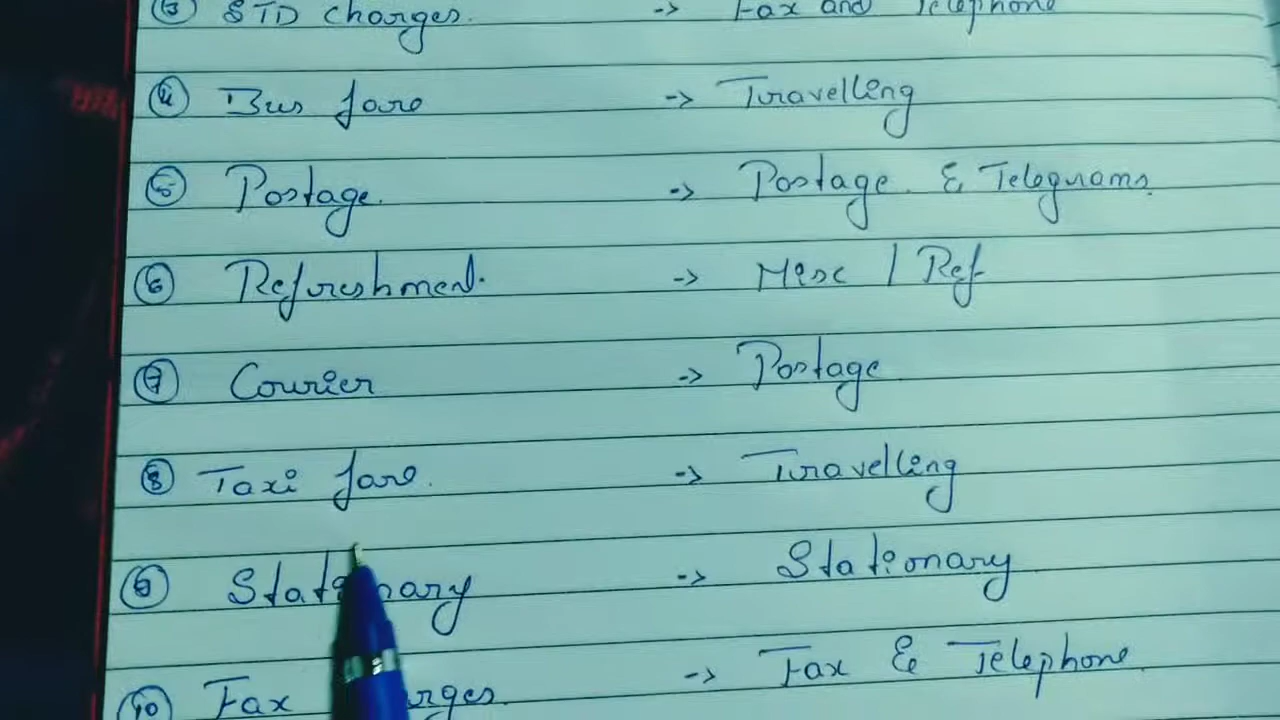 ③ STD charges. -> Fax and Telephone
④ Bus fare -> Travelling
⑤ Postage. -> Postage & Telegrams.
⑥ Refreshment. -> Misc / Ref
⑦ Courier -> Postage
⑧ Taxi fare. -> Travelling
⑨ Stationary -> Stationary
⑩ Fax -> Fax & Telephone